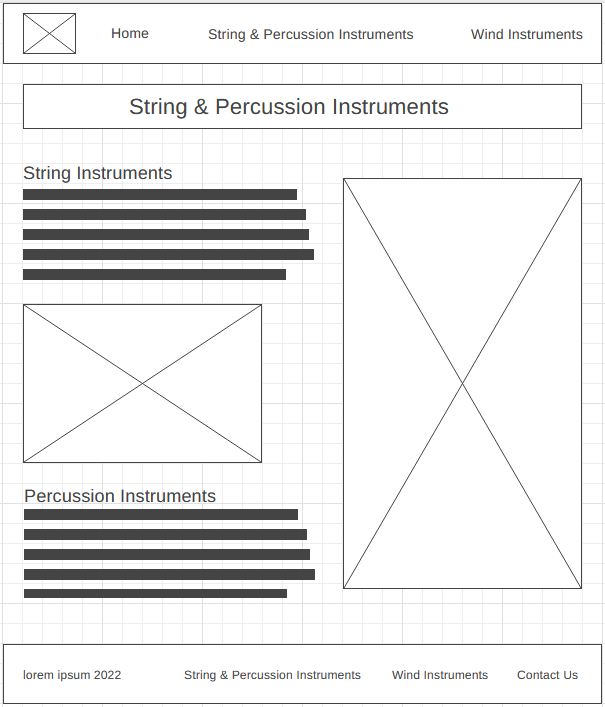 Home
String & Percussion Instruments
Wind Instruments
String & Percussion Instruments
String Instruments
Percussion Instruments
lorem ipsum 2022
String & Percussion Instruments
Wind Instruments
Contact Us